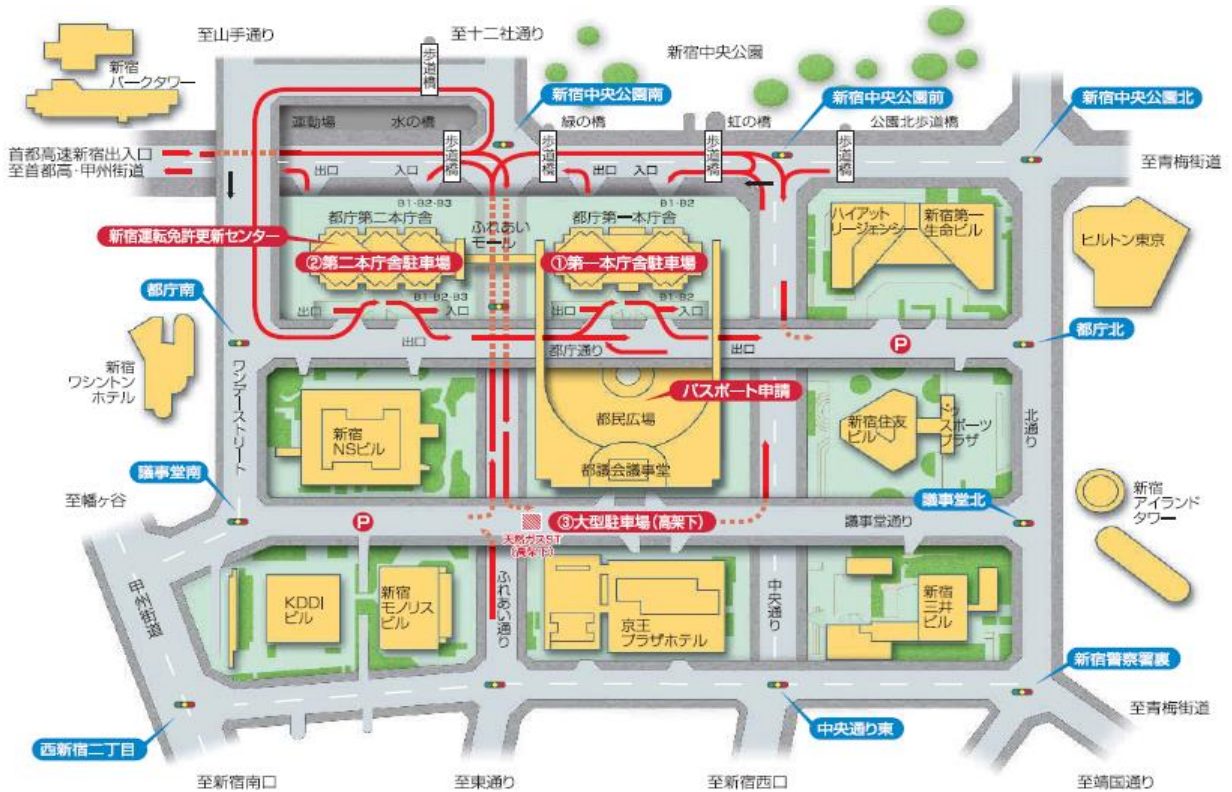 至山手通り
至十二社通り
新宿中央公園
新宿
パークタワー
歩道橋
新宿中央公園南
新宿中央公園前
新宿中央公園北
運動場
水の橋
緑の橋
虹の橋
公園北歩道橋
歩道橋
歩道橋
歩道橋
歩道橋
首都高速新宿出入口
至首都高・甲州街道
至青梅街道
出口
入口
出口
入口
B1・B2・B3
都庁第二本庁舎
ふれあい
モール
B1・B2
都庁第一本庁舎
ハイアット
リージェンシー
新宿第一
生命ビル
ヒルトン東京
新宿運転免許更新センター
②第二本庁舎駐車場
①第一本庁舎駐車場
都庁南
B1・B2・B3
出口
入口
B1・B2
出口
入口
都庁北
出口
都庁通り
出口
P
新宿
ワシントン
ホテル
ワンデーストリート
新宿
NSビル
パスポート申請
都民広場
都議会議事堂
新宿住友
ビル
ドゥ
スポーツ
プラザ
北通り
議事堂南
議事堂北
至幡ヶ谷
P
天然ガスST
(高架下)
③大型駐車場(高架下)
議事堂通り
新宿
アイランド
タワー
甲州街道
KDDI
ビル
新宿
モノリス
ビル
ふれあい通り
京王
プラザホテル
中央通り
新宿
三井
ビル
新宿警察署裏
至青梅街道
西新宿二丁目
中央通り東
至新宿南口
至東通り
至新宿西口
至靖国通り